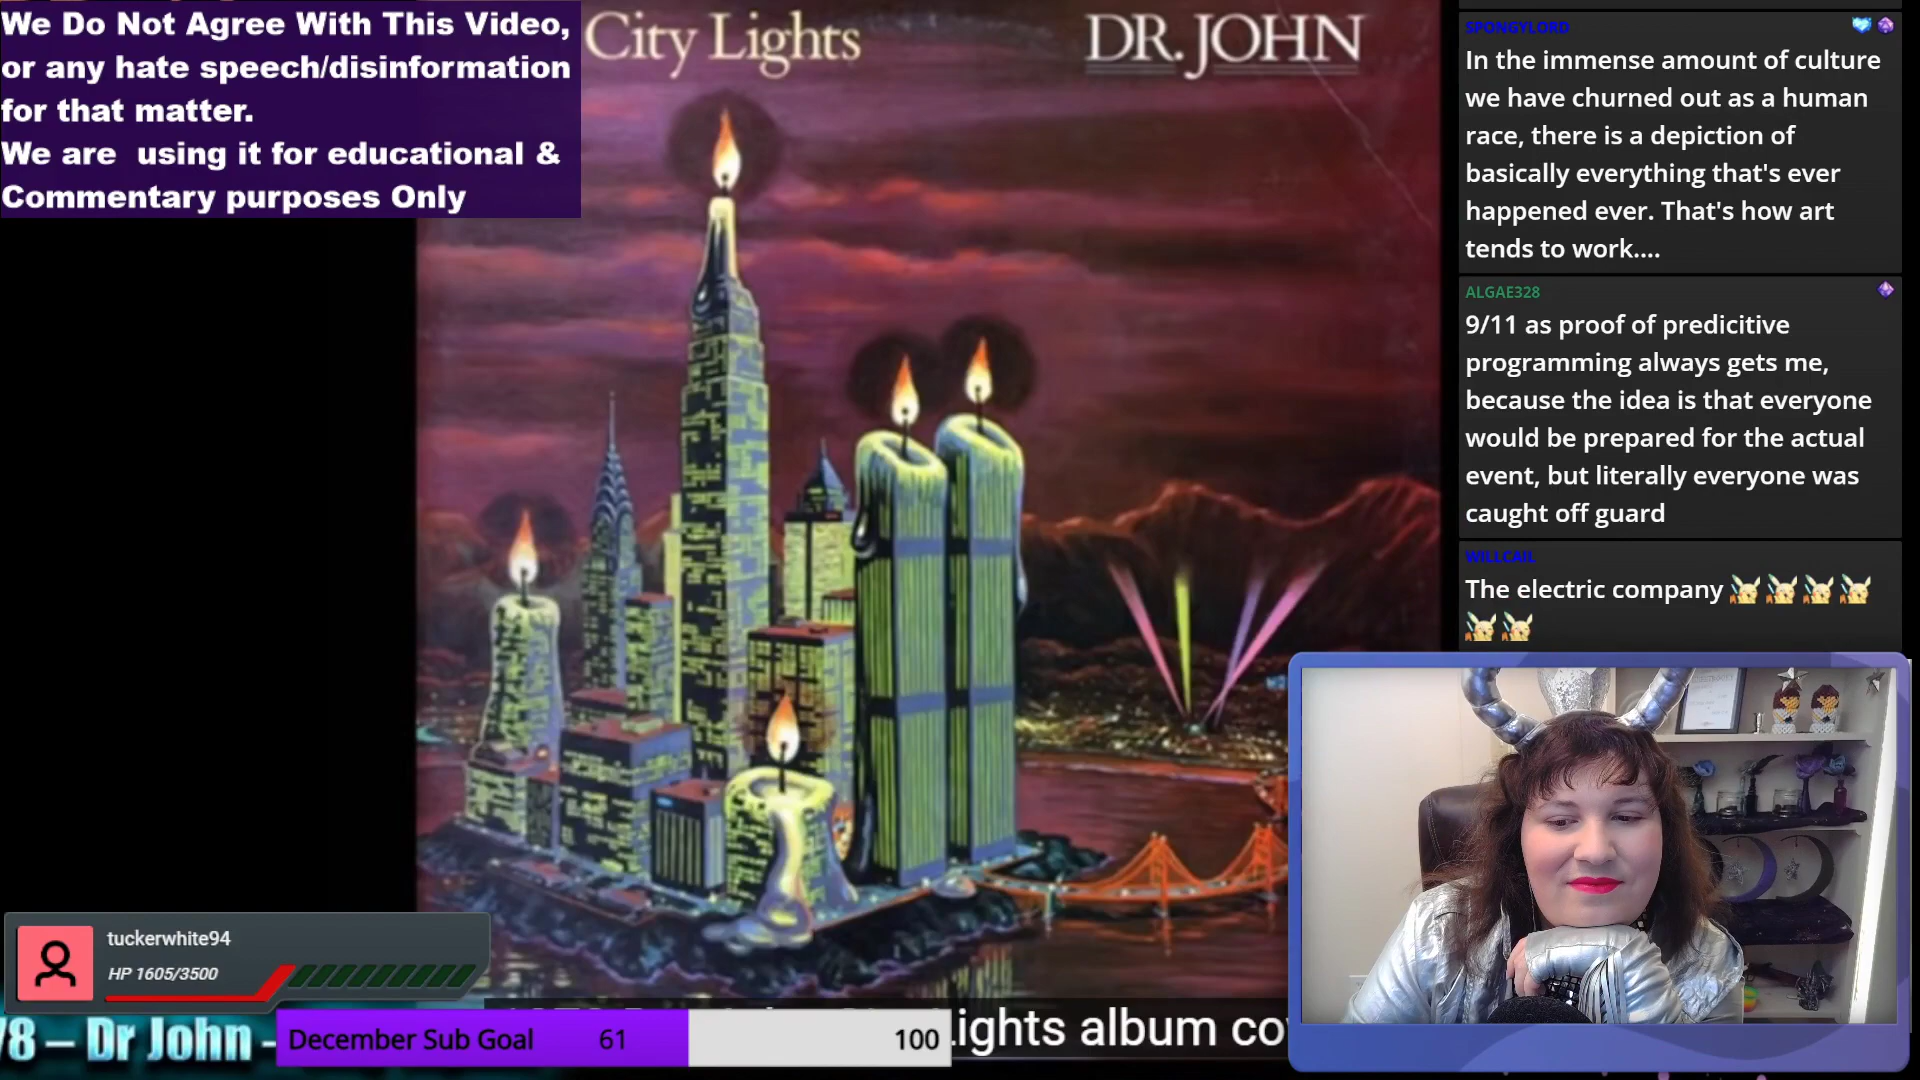 We Do Not Agree With This Video,
or any hate speech/disinformation
for that matter.
We are using it for educational &
Commentary purposes Only
City Lights
DR. JOHN
SPONGYLORD
In the immense amount of culture
we have churned out as a human
race, there is a depiction of
basically everything that's ever
happened ever. That's how art
tends to work....
ALGAE328
9/11 as proof of predicitive
programming always gets me,
because the idea is that everyone
would be prepared for the actual
event, but literally everyone was
caught off guard
WILLCAIL
The electric company
tuckerwhite94
HP 1605/3500
8 – Dr John -
December Sub Goal 61 100
Lights album co